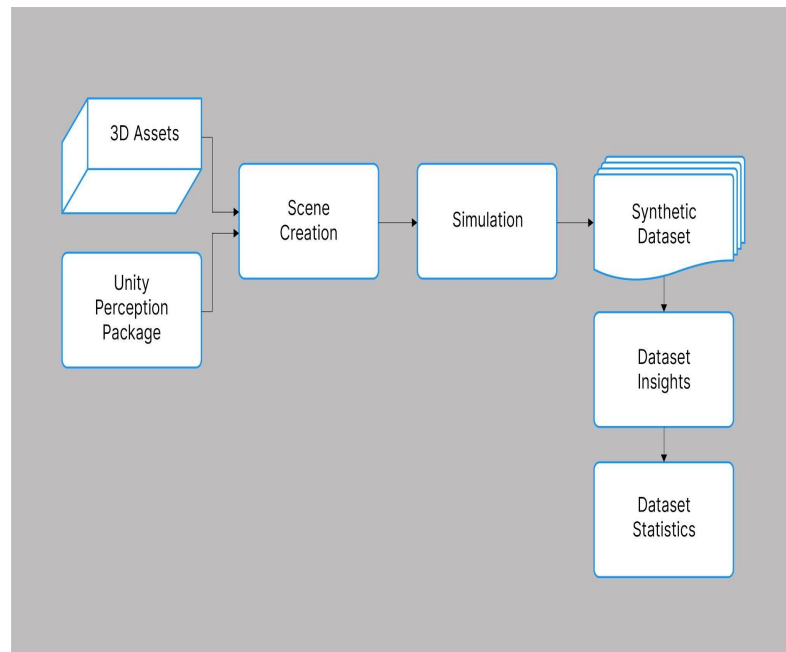 3D Assets
Unity
Perception
Package
Scene
Creation
Simulation
Synthetic
Dataset
Dataset
Insights
Dataset
Statistics